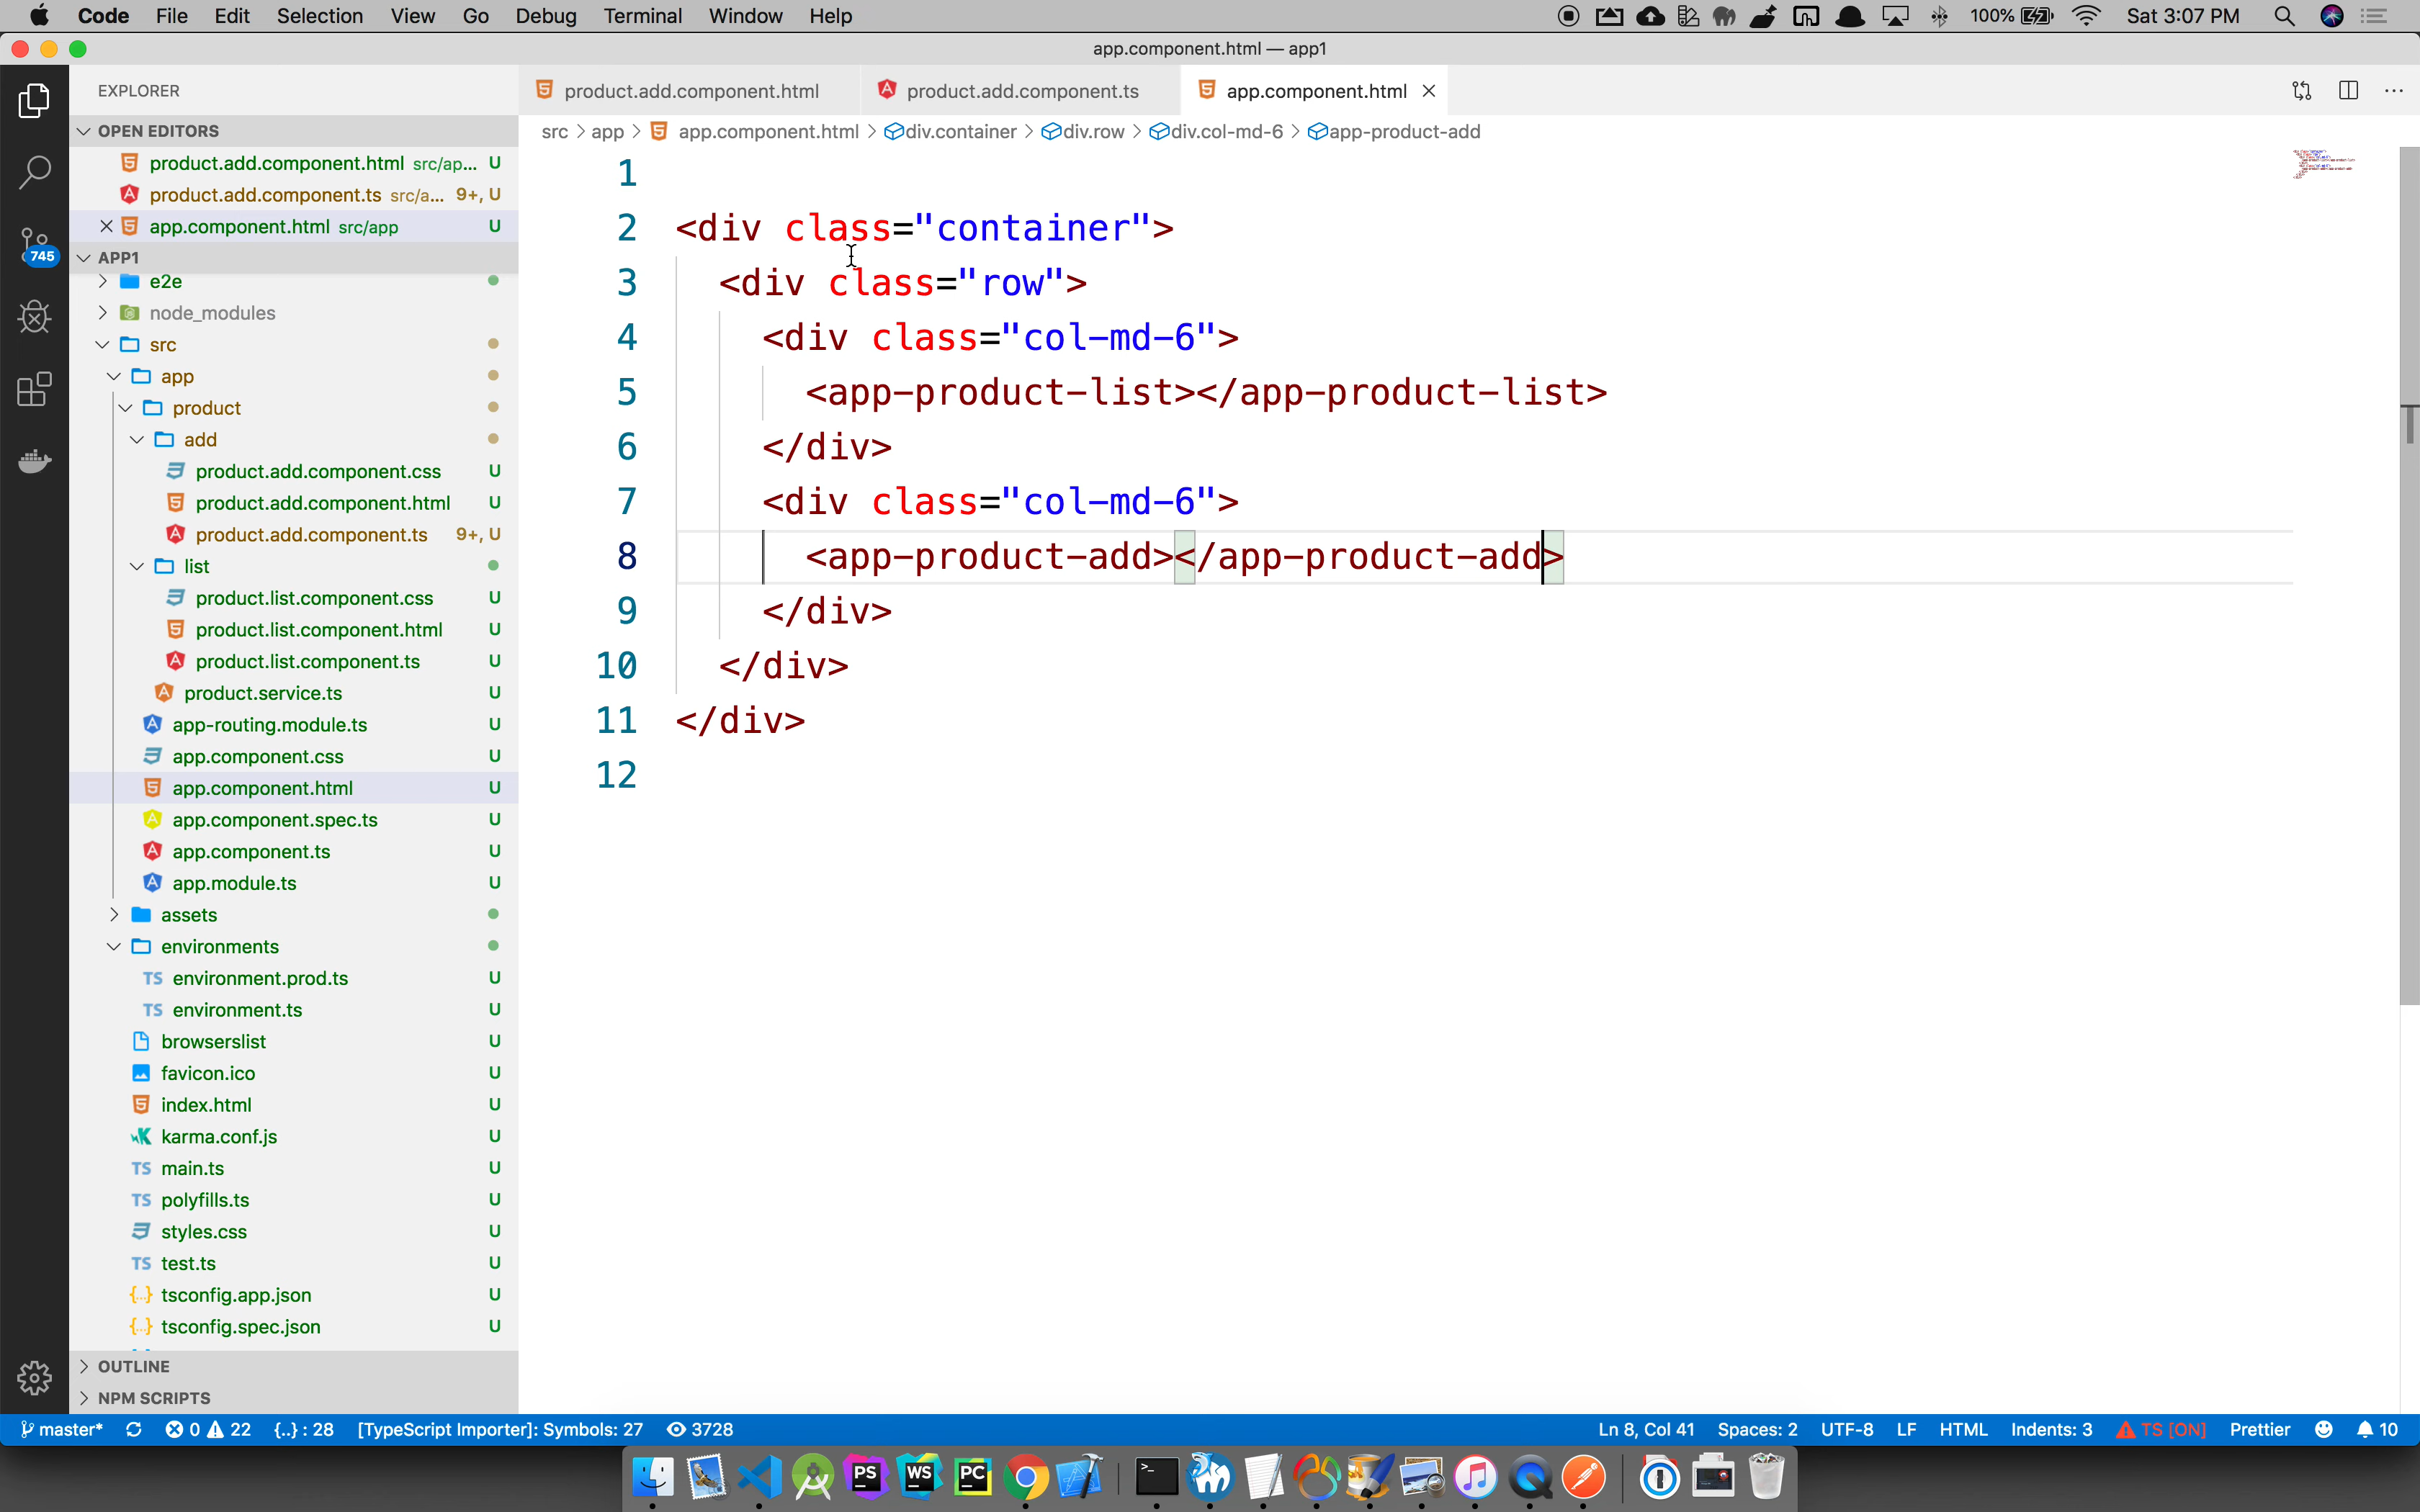 Code File Edit Selection View Go Debug Terminal Window Help 100% Sat 3:07 PM
app.component.html — app1
EXPLORER
OPEN EDITORS
product.add.component.html src/ap... U
product.add.component.ts src/a... 9+, U
app.component.html src/app U
APP1
e2e
node_modules
src
app
product
add
product.add.component.css U
product.add.component.html U
product.add.component.ts 9+, U
list
product.list.component.css U
product.list.component.html U
product.list.component.ts U
product.service.ts U
app-routing.module.ts U
app.component.css U
app.component.html U
app.component.spec.ts U
app.component.ts U
app.module.ts U
assets
environments
TS environment.prod.ts U
TS environment.ts U
browserslist U
favicon.ico U
index.html U
karma.conf.js U
TS main.ts U
TS polyfills.ts U
styles.css U
TS test.ts U
{..} tsconfig.app.json U
{..} tsconfig.spec.json U
OUTLINE
NPM SCRIPTS
745
product.add.component.html product.add.component.ts app.component.html
src > app > app.component.html > div.container > div.row > div.col-md-6 > app-product-add
1
2 <div class="container">
3 <div class="row">
4 <div class="col-md-6">
5 <app-product-list></app-product-list>
6 </div>
7 <div class="col-md-6">
8 <app-product-add></app-product-add>
9 </div>
10 </div>
11 </div>
12
master* 0 22 {..} : 28 [TypeScript Importer]: Symbols: 27 3728 Ln 8, Col 41 Spaces: 2 UTF-8 LF HTML Indents: 3 TS [ON] Prettier 10
PS WS PC